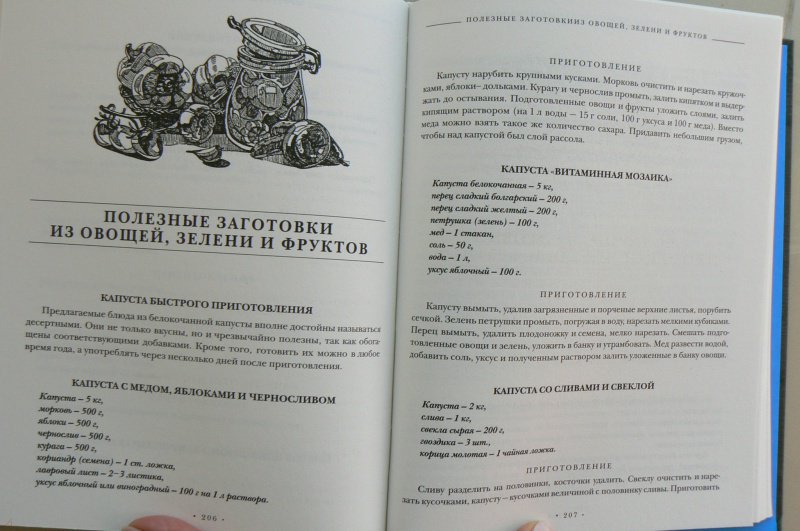 ПОЛЕЗНЫЕ ЗАГОТОВКИ
ИЗ ОВОЩЕЙ, ЗЕЛЕНИ И ФРУКТОВ
КАПУСТА БЫСТРОГО ПРИГОТОВЛЕНИЯ
Предлагаемые блюда из белокочанной капусты вполне достойны называться
десертными. Они не только вкусны, но и чрезвычайно полезны, так как обога-
щены соответствующими добавками. Кроме того, готовить их можно в любое
время года, а употреблять через несколько дней после приготовления.
КАПУСТА С МЕДОМ, ЯБЛОКАМИ И ЧЕРНОСЛИВОМ
Капуста – 5 кг,
морковь – 500 г,
яблоки – 500 г,
чернослив – 500 г,
курага – 500 г,
кориандр (семена) – 1 ст. ложка,
лавровый лист – 2–3 листика,
уксус яблочный или виноградный – 100 г на 1 л раствора.
· 206 ·
ПОЛЕЗНЫЕ ЗАГОТОВКИИЗ ОВОЩЕЙ, ЗЕЛЕНИ И ФРУКТОВ
ПРИГОТОВЛЕНИЕ
Капусту нарубить крупными кусками. Морковь очистить и нарезать кружоч-
ками, яблоки– дольками. Курагу и чернослив промыть, залить кипятком и выдер-
жать до остывания. Подготовленные овощи и фрукты уложить слоями, залить
кипящим раствором (на 1 л воды – 15 г соли, 100 г уксуса и 100 г меда). Вместо
меда можно взять такое же количество сахара. Придавить небольшим грузом,
чтобы над капустой был слой рассола.
КАПУСТА «ВИТАМИННАЯ МОЗАИКА»
Капуста белокочанная – 5 кг,
перец сладкий болгарский – 200 г,
перец сладкий желтый – 200 г,
петрушка (зелень) – 100 г,
мед – 1 стакан,
соль – 50 г,
вода – 1 л,
уксус яблочный – 100 г.
ПРИГОТОВЛЕНИЕ
Капусту вымыть, удалив загрязненные и порченые верхние листья, порубить
сечкой. Зелень петрушки промыть, погружая в воду, нарезать мелкими кубиками.
Перец вымыть, удалить плодоножку и семена, мелко нарезать. Смешать подго-
товленные овощи и зелень, уложить в банку и утрамбовать. Мед развести водой,
добавить соль, уксус и полученным раствором залить уложенные в банку овощи.
КАПУСТА СО СЛИВАМИ И СВЕКЛОЙ
Капуста – 2 кг,
слива – 1 кг,
свекла сырая – 200 г,
гвоздика – 3 шт.,
корица молотая – 1 чайная ложка.
ПРИГОТОВЛЕНИЕ
Сливу разделить на половинки, косточки удалить. Свеклу очистить и наре-
зать кусочками, капусту – кусочками величиной с половинку сливы. Приготовить
· 207 ·